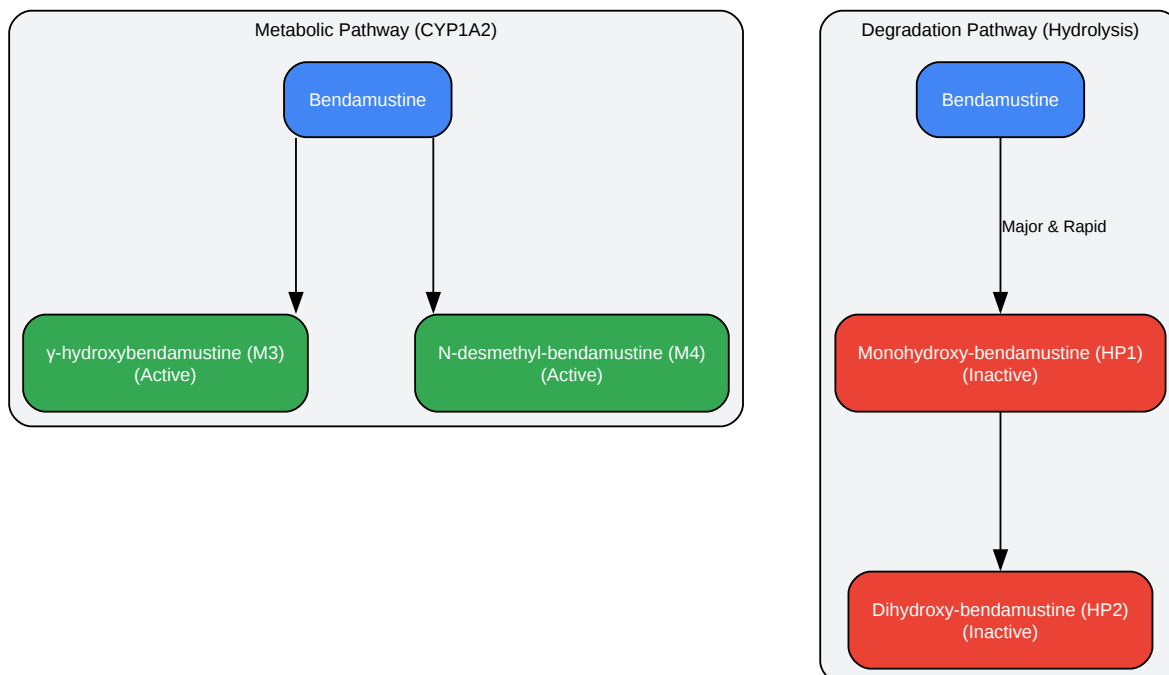 Metabolic Pathway (CYP1A2)
Bendamustine
γ-hydroxybendamustine (M3)
(Active)
N-desmethyl-bendamustine (M4)
(Active)
Degradation Pathway (Hydrolysis)
Bendamustine
Major & Rapid
Monohydroxy-bendamustine (HP1)
(Inactive)
Dihydroxy-bendamustine (HP2)
(Inactive)